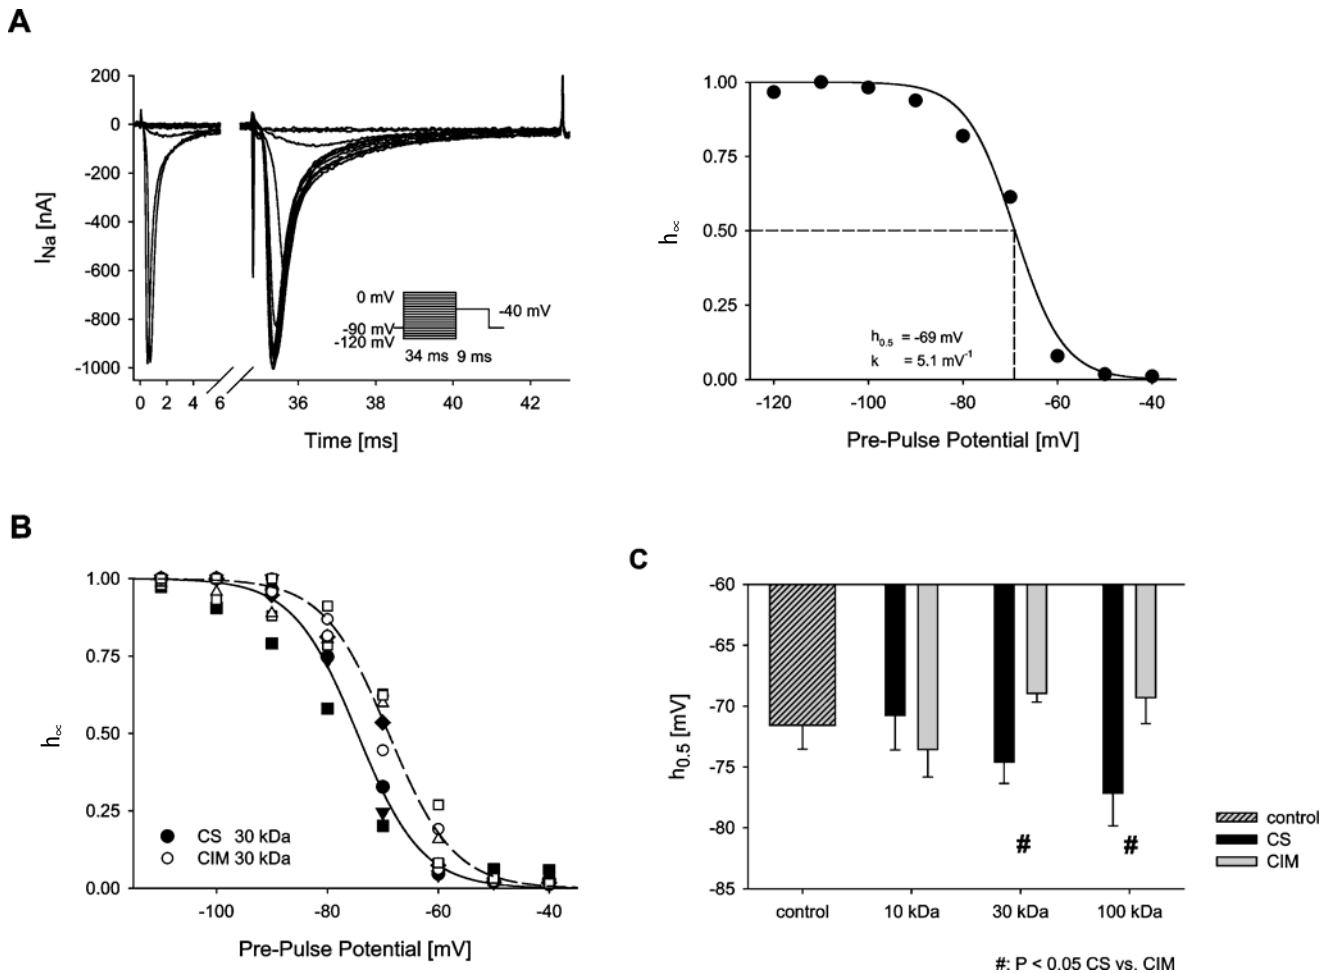 A
200
0
-200
-400
-600
-800
-1000
I_Na [nA]
0 2 4 6 36 38 40 42
Time [ms]
0 mV
-90 mV
-120 mV
-40 mV
34 ms 9 ms
1.00
0.75
0.50
0.25
0.00
h∝
h0.5 = -69 mV
k = 5.1 mV-1
-120 -100 -80 -60 -40
Pre-Pulse Potential [mV]
B
1.00
0.75
0.50
0.25
0.00
h∝
CS 30 kDa
CIM 30 kDa
-100 -80 -60 -40
Pre-Pulse Potential [mV]
C
-60
-65
-70
-75
-80
-85
h0.5 [mV]
# #
control 10 kDa 30 kDa 100 kDa
control
CS
CIM
#: P < 0.05 CS vs. CIM